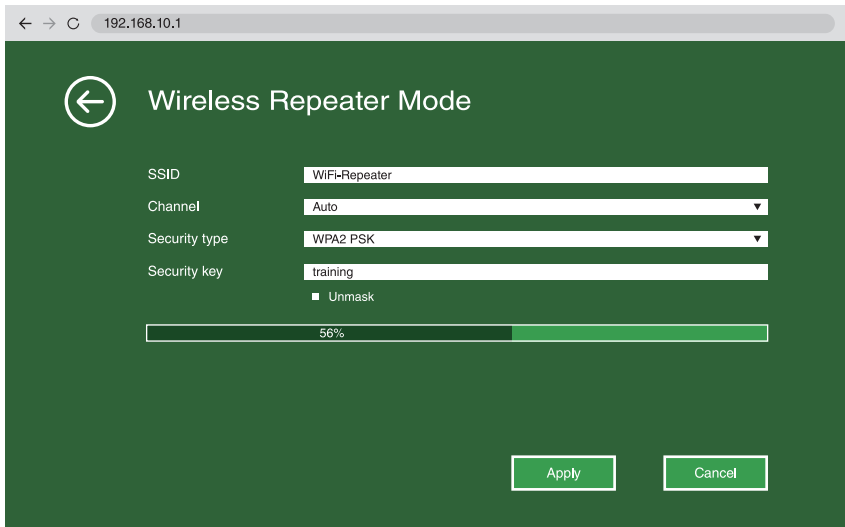 192.168.10.1
Wireless Repeater Mode
SSID WiFi-Repeater
Channel Auto
Security type WPA2 PSK
Security key training
Unmask
56%
Apply Cancel